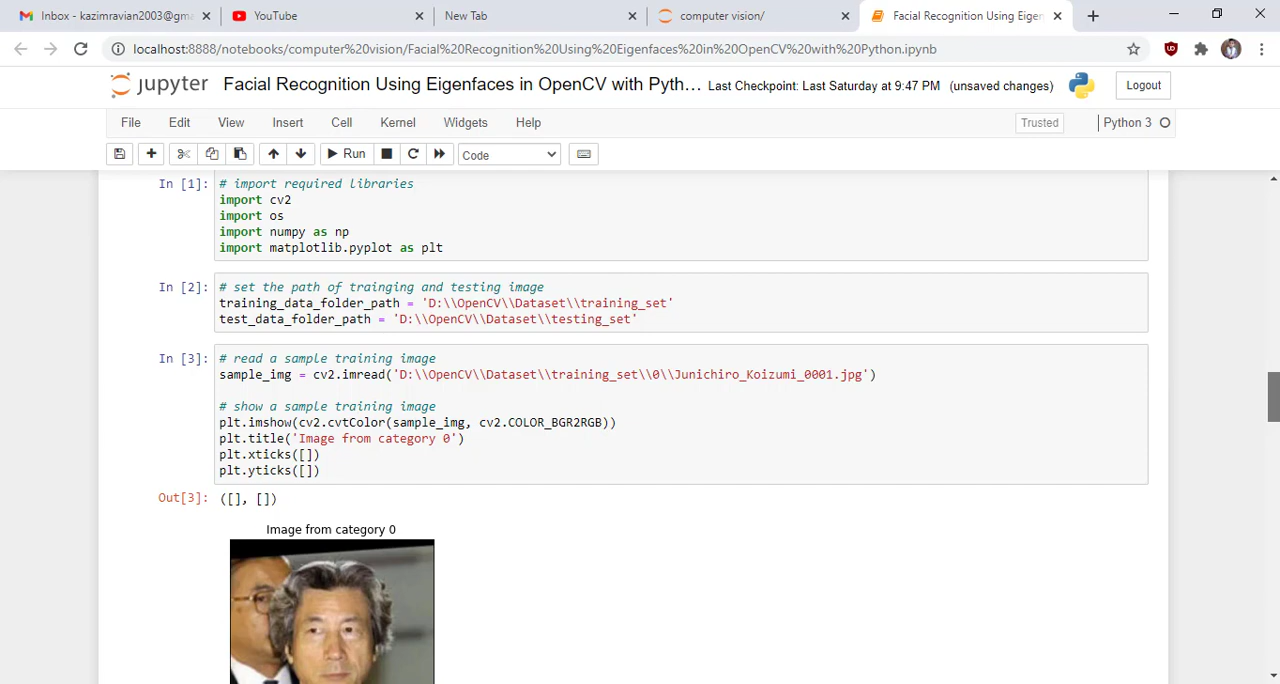 Inbox - kazimravian2003@gma
YouTube
New Tab
computer vision/
Facial Recognition Using Eigen
localhost:8888/notebooks/computer%20vision/Facial%20Recognition%20Using%20Eigenfaces%20in%20OpenCV%20with%20Python.ipynb
jupyter Facial Recognition Using Eigenfaces in OpenCV with Pyth... Last Checkpoint: Last Saturday at 9:47 PM (unsaved changes) Logout
File Edit View Insert Cell Kernel Widgets Help Trusted Python 3
Run Code
In [1]: # import required libraries
import cv2
import os
import numpy as np
import matplotlib.pyplot as plt
In [2]: # set the path of trainging and testing image
training_data_folder_path = 'D:\\OpenCV\\Dataset\\training_set'
test_data_folder_path = 'D:\\OpenCV\\Dataset\\testing_set'
In [3]: # read a sample training image
sample_img = cv2.imread('D:\\OpenCV\\Dataset\\training_set\\0\\Junichiro_Koizumi_0001.jpg')
# show a sample training image
plt.imshow(cv2.cvtColor(sample_img, cv2.COLOR_BGR2RGB))
plt.title('Image from category 0')
plt.xticks([])
plt.yticks([])
Out[3]: ([], [])
Image from category 0